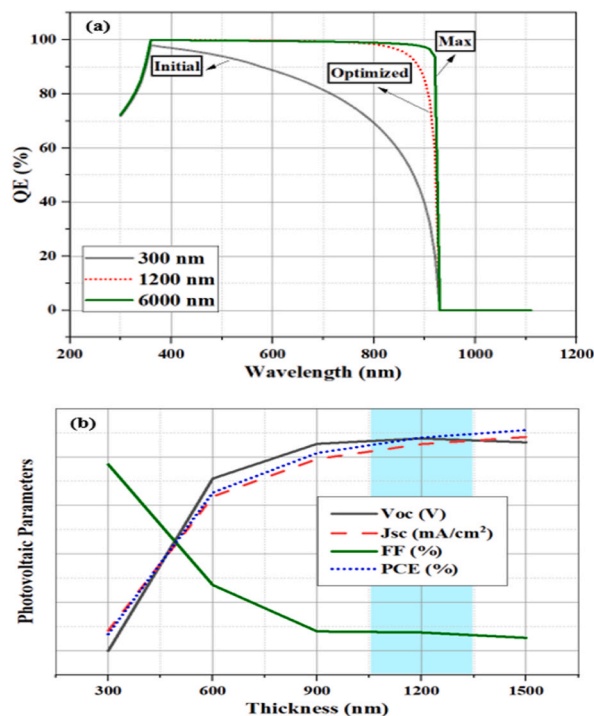 (a)
100
80
60
40
20
0
QE (%)
Initial
Optimized
Max
300 nm
1200 nm
6000 nm
200 400 600 800 1000 1200
Wavelength (nm)
(b)
Photovoltaic Parameters
Voc (V)
Jsc (mA/cm²)
FF (%)
PCE (%)
300 600 900 1200 1500
Thickness (nm)